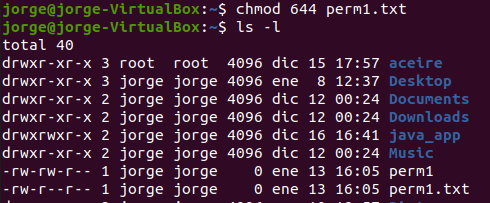 jorge@jorge-VirtualBox:~$ chmod 644 perm1.txt
jorge@jorge-VirtualBox:~$ ls -l
total 40
drwxr-xr-x 3 root  root  4096 dic 15 17:57 aceire
drwxr-xr-x 3 jorge jorge 4096 ene  8 12:37 Desktop
drwxr-xr-x 2 jorge jorge 4096 dic 12 00:24 Documents
drwxr-xr-x 2 jorge jorge 4096 dic 12 00:24 Downloads
drwxrwxr-x 2 jorge jorge 4096 dic 16 16:41 java_app
drwxr-xr-x 2 jorge jorge 4096 dic 12 00:24 Music
-rw-rw-r-- 1 jorge jorge    0 ene 13 16:05 perm1
-rw-r--r-- 1 jorge jorge    0 ene 13 16:05 perm1.txt